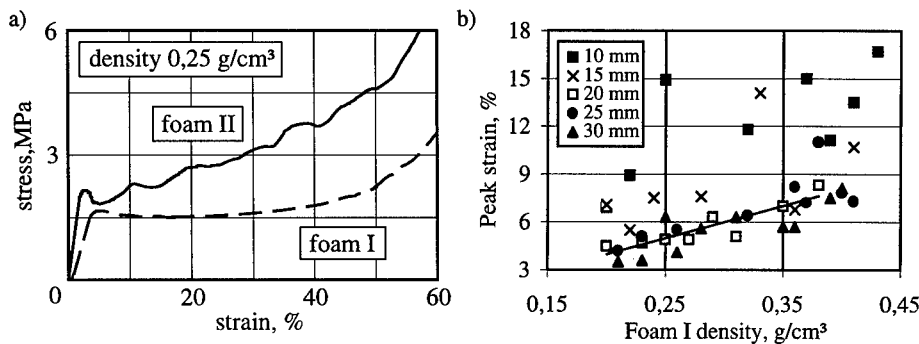 a)
6
density 0,25 g/cm³
foam II
3
stress,MPa
foam I
0
0
20
40
60
strain, %
b)
18
10 mm
15 mm
20 mm
25 mm
30 mm
15
12
9
6
3
Peak strain, %
0,15
0,25
0,35
0,45
Foam I density, g/cm³